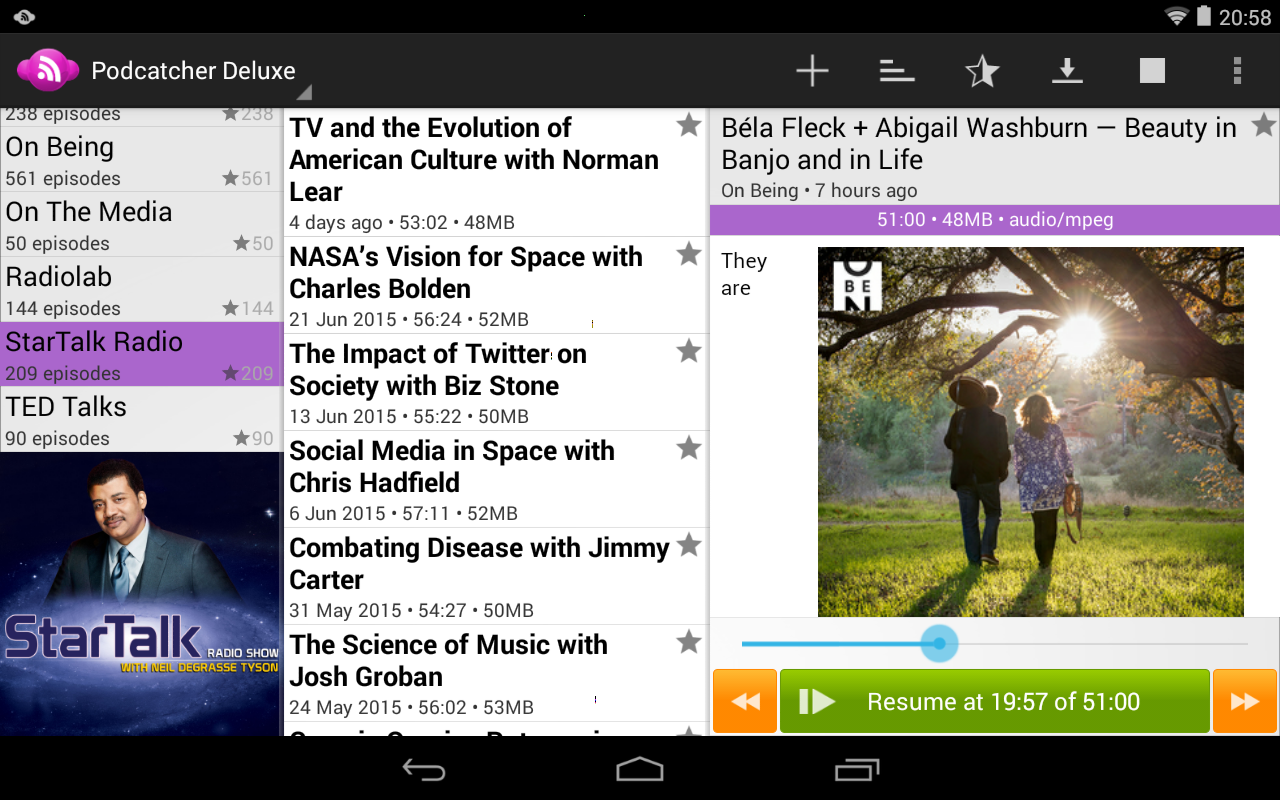 20:58
Podcatcher Deluxe
238 episodes
238
On Being
561 episodes
561
On The Media
50 episodes
50
Radiolab
144 episodes
144
StarTalk Radio
209 episodes
209
TED Talks
90 episodes
90
StarTalk
RADIO SHOW
WITH NEIL DEGRASSE TYSON
TV and the Evolution of
American Culture with Norman
Lear
4 days ago • 53:02 • 48MB
NASA’s Vision for Space with
Charles Bolden
21 Jun 2015 • 56:24 • 52MB
The Impact of Twitter on
Society with Biz Stone
13 Jun 2015 • 55:22 • 50MB
Social Media in Space with
Chris Hadfield
6 Jun 2015 • 57:11 • 52MB
Combating Disease with Jimmy
Carter
31 May 2015 • 54:27 • 50MB
The Science of Music with
Josh Groban
24 May 2015 • 56:02 • 53MB
Béla Fleck + Abigail Washburn — Beauty in
Banjo and in Life
On Being • 7 hours ago
51:00 • 48MB • audio/mpeg
They
are
O
BE
N
Resume at 19:57 of 51:00